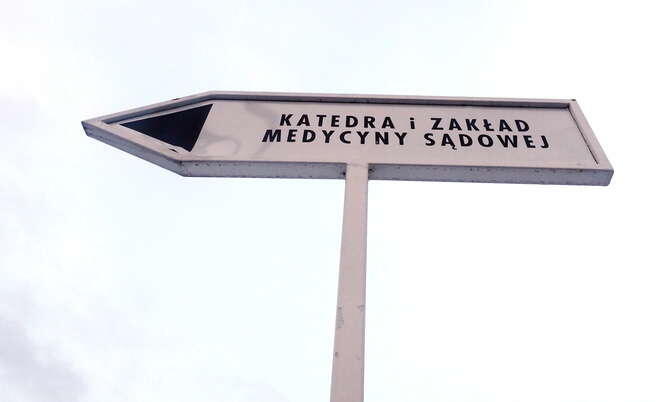 KATEDRA i ZAKŁAD
MEDYCYNY SĄDOWEJ